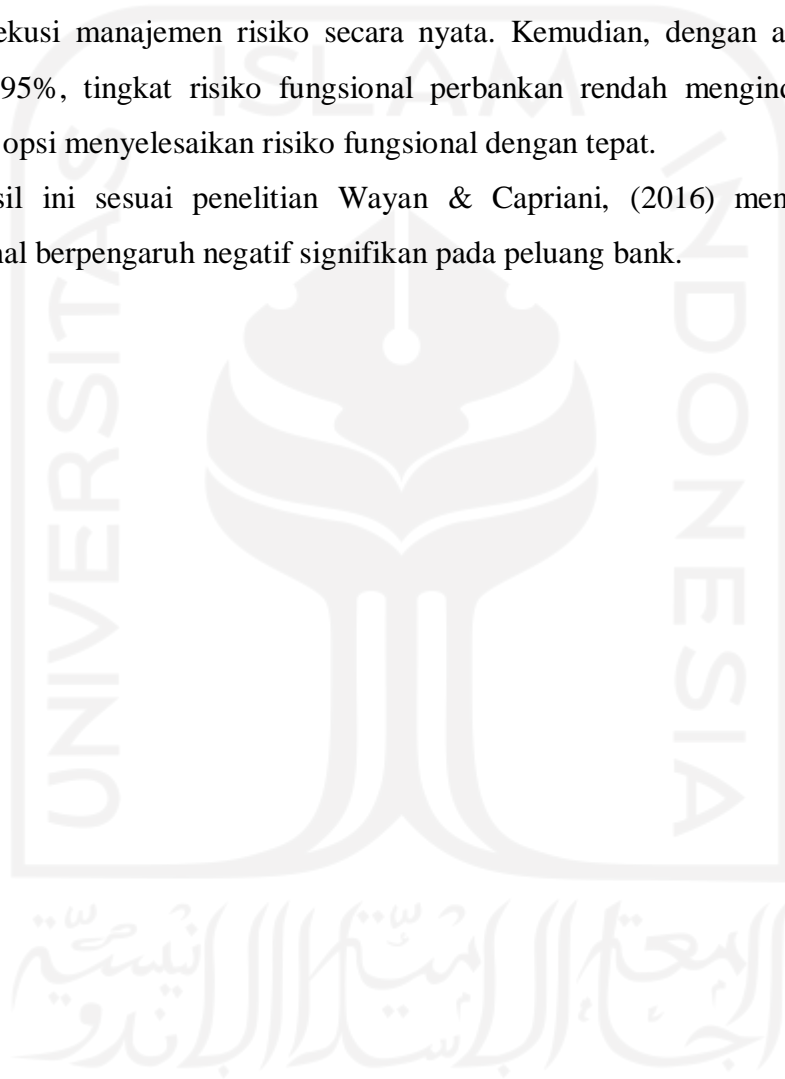 ekusi manajemen risiko secara nyata. Kemudian, dengan a
95%, tingkat risiko fungsional perbankan rendah mengind
opsi menyelesaikan risiko fungsional dengan tepat.
sil ini sesuai penelitian Wayan & Capriani, (2016) men
nal berpengaruh negatif signifikan pada peluang bank.
ISLAM
UNIVERSITAS
INDONESIA